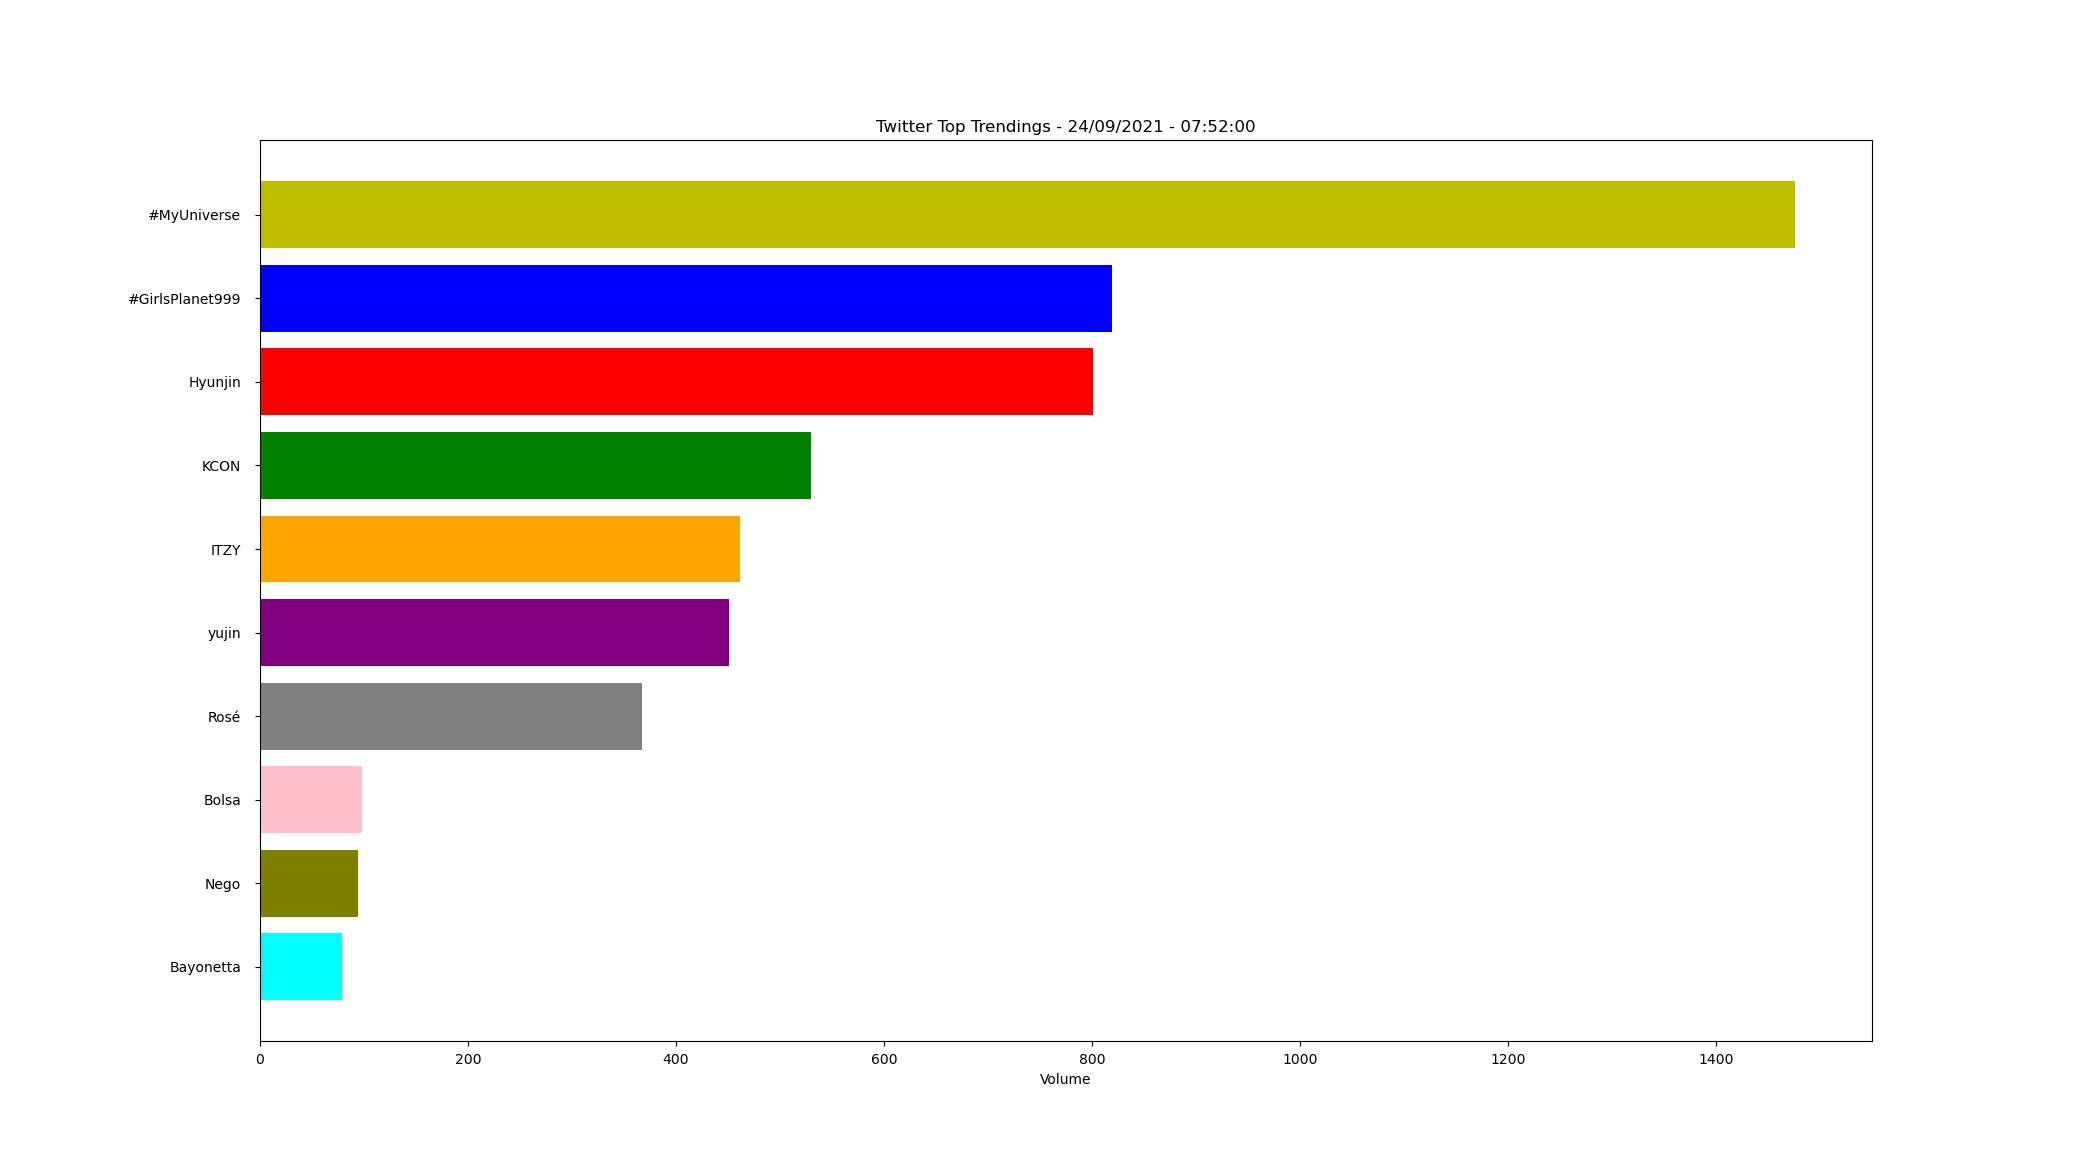 Twitter Top Trendings - 24/09/2021 - 07:52:00
#MyUniverse
#GirlsPlanet999
Hyunjin
KCON
ITZY
yujin
Rosé
Bolsa
Nego
Bayonetta
0 200 400 600 800 1000 1200 1400
Volume